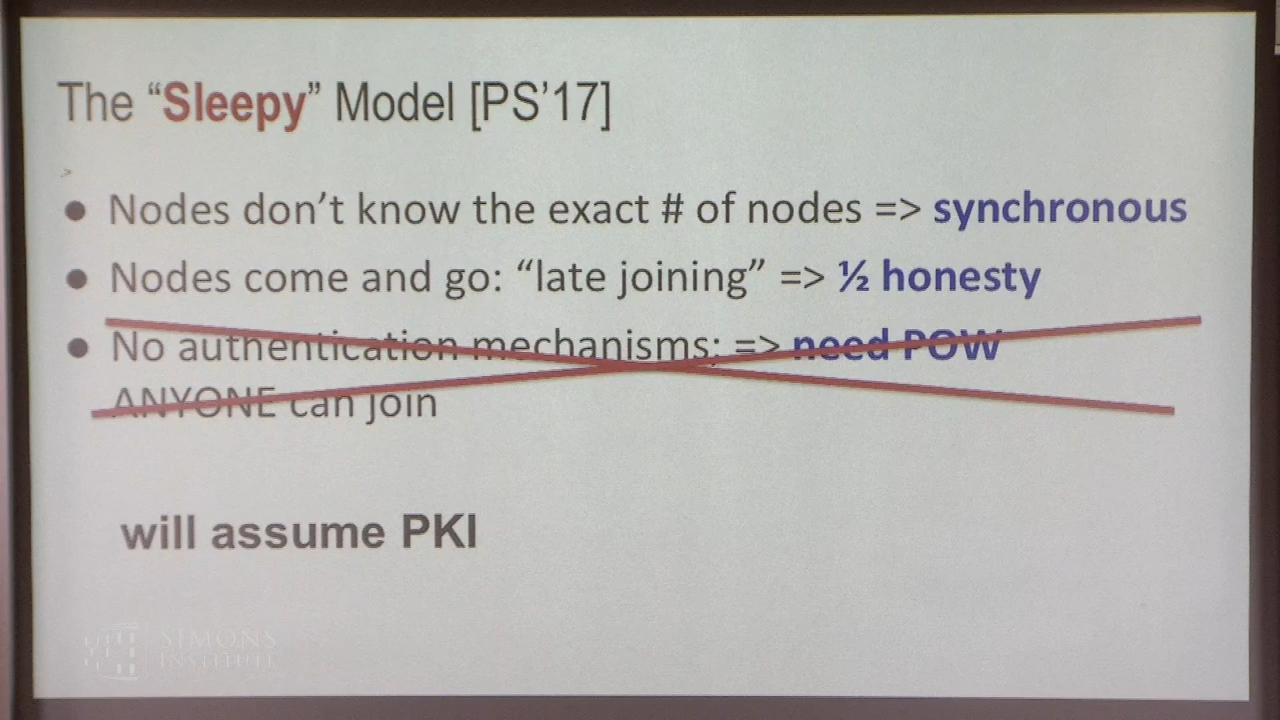 The “Sleepy” Model [PS’17]
>
● Nodes don’t know the exact # of nodes => synchronous
● Nodes come and go: “late joining” => ½ honesty
● No authentication mechanisms: => need POW
ANYONE can join
will assume PKI
SIMONS
INSTITUTE